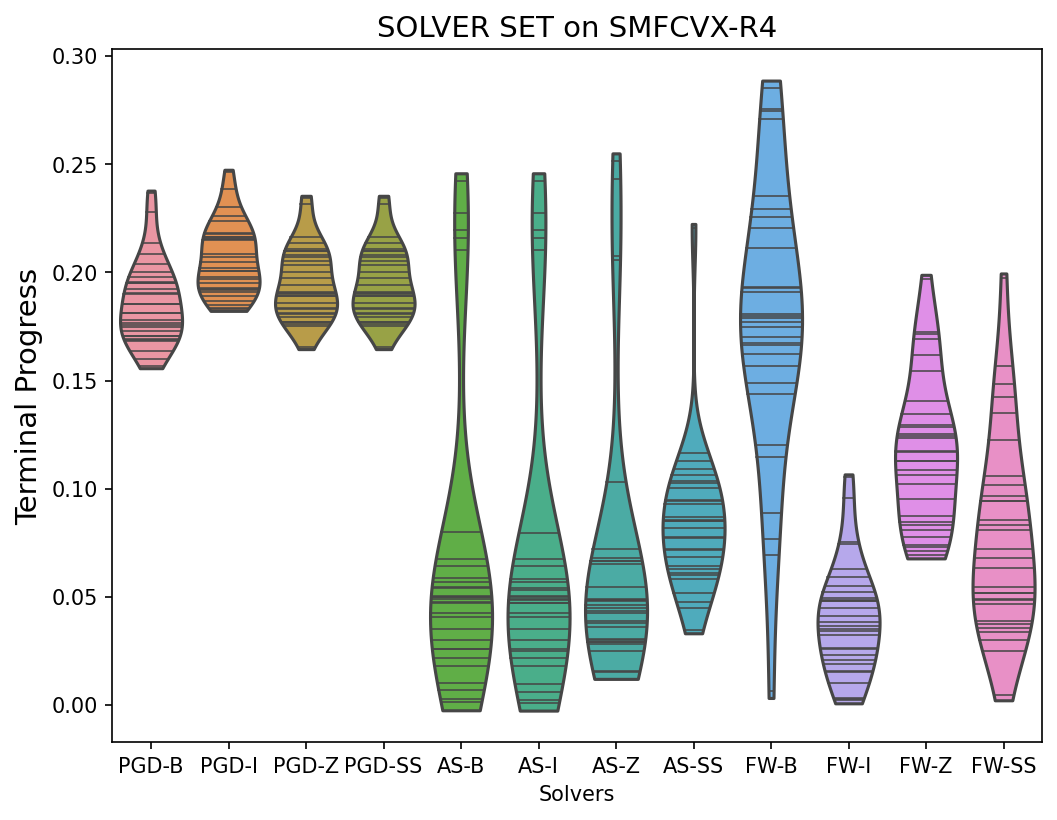 SOLVER SET on SMFCVX-R4
Terminal Progress
0.30
0.25
0.20
0.15
0.10
0.05
0.00
PGD-B PGD-I PGD-Z PGD-SS AS-B AS-I AS-Z AS-SS FW-B FW-I FW-Z FW-SS
Solvers